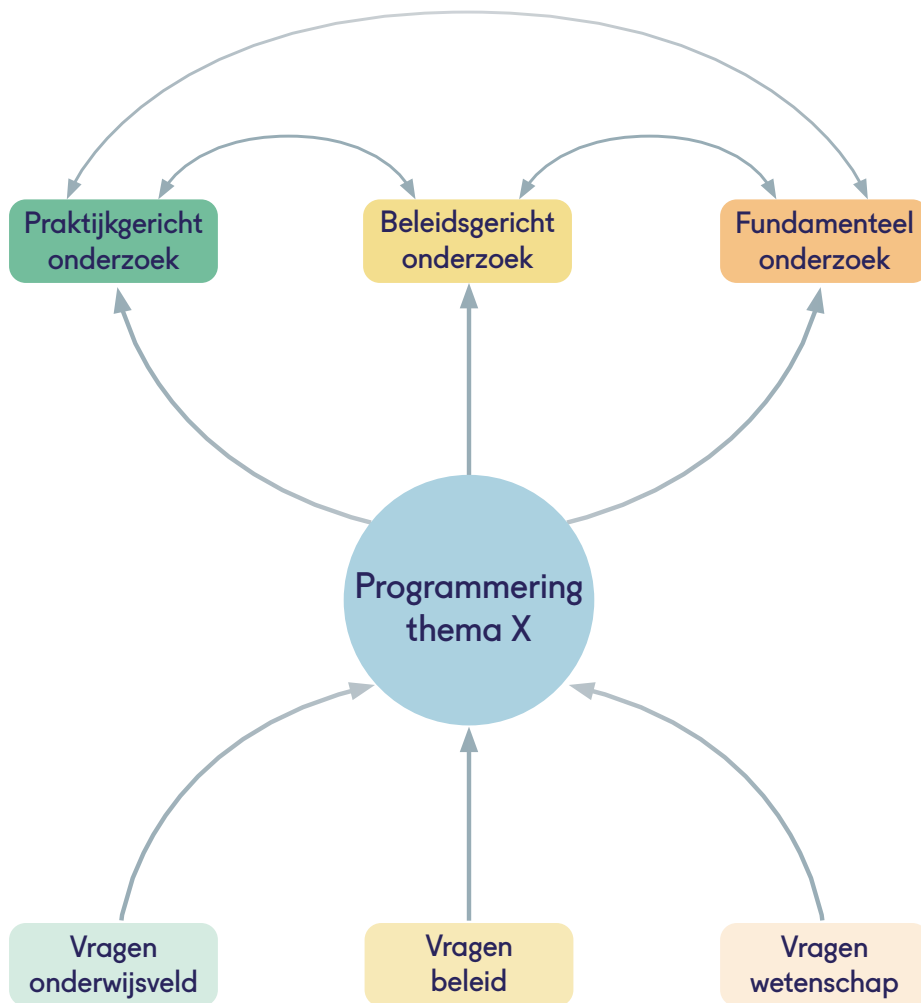 Praktijkgericht
onderzoek
Beleidsgericht
onderzoek
Fundamenteel
onderzoek
Programmering
thema X
Vragen
onderwijsveld
Vragen
beleid
Vragen
wetenschap